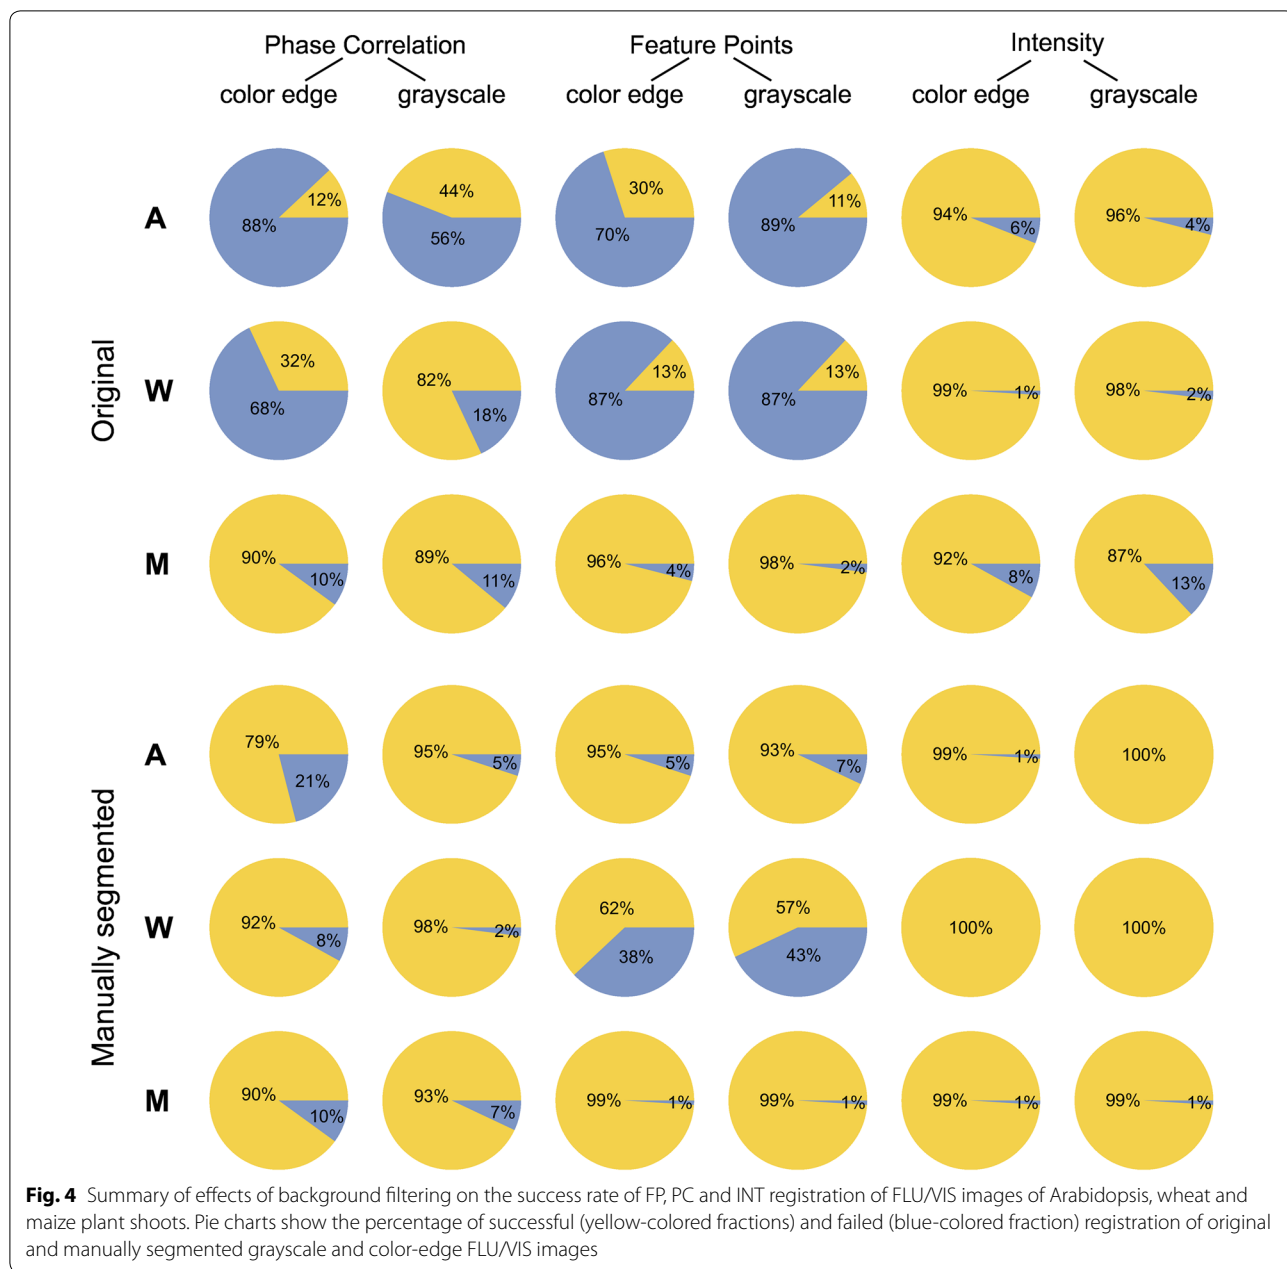 Phase Correlation Feature Points Intensity
color edge grayscale color edge grayscale color edge grayscale
Original
A
12% 88% 44% 56% 30% 70% 11% 89% 94% 6% 96% 4%
W
32% 68% 82% 18% 13% 87% 13% 87% 99% 1% 98% 2%
M
90% 10% 89% 11% 96% 4% 98% 2% 92% 8% 87% 13%
Manually segmented
A
79% 21% 95% 5% 95% 5% 93% 7% 99% 1% 100%
W
92% 8% 98% 2% 62% 38% 57% 43% 100% 100%
M
90% 10% 93% 7% 99% 1% 99% 1% 99% 1% 99% 1%
Fig. 4 Summary of effects of background filtering on the success rate of FP, PC and INT registration of FLU/VIS images of Arabidopsis, wheat and
maize plant shoots. Pie charts show the percentage of successful (yellow-colored fractions) and failed (blue-colored fraction) registration of original
and manually segmented grayscale and color-edge FLU/VIS images